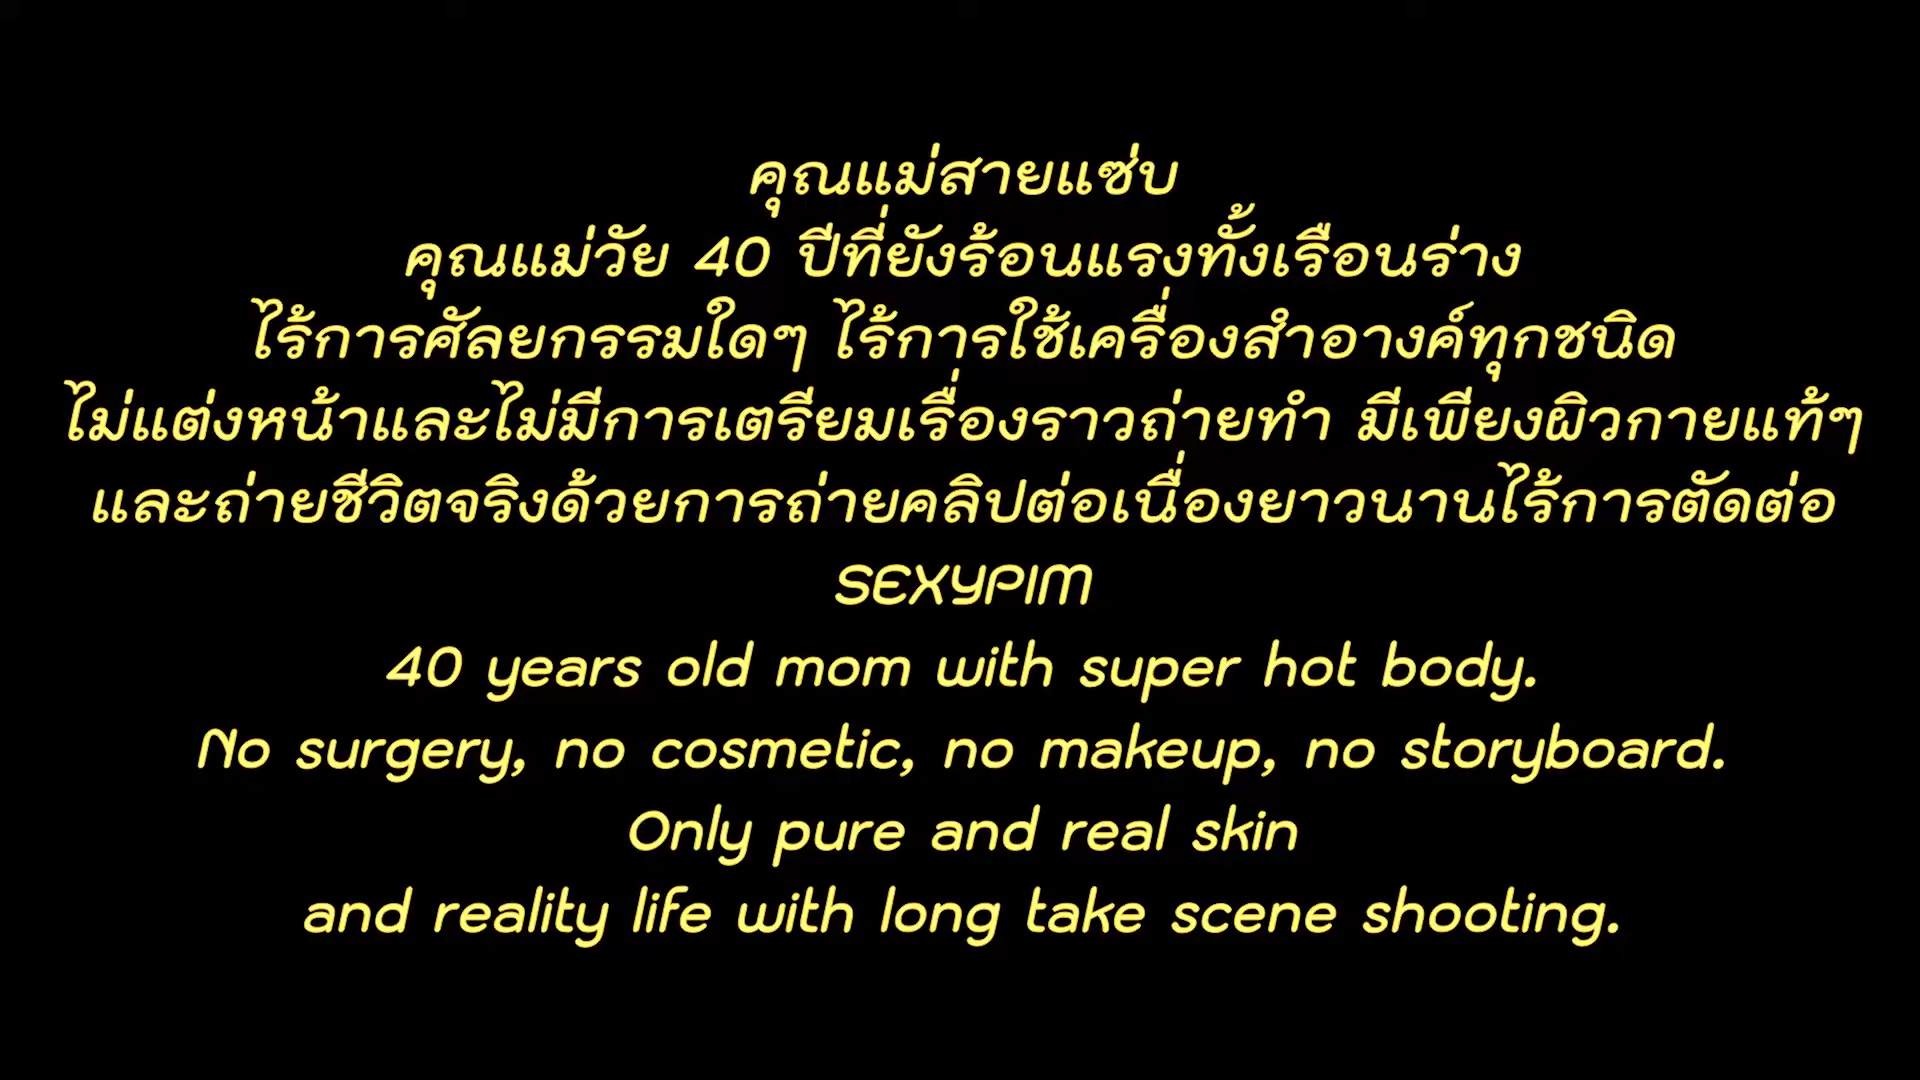 คุณแม่สายแซ่บ
คุณแม่วัย 40 ปีที่ยังร้อนแรงทั้งเรือนร่าง
ไร้การศัลยกรรมใดๆ ไร้การใช้เครื่องสำอางค์ทุกชนิด
ไม่แต่งหน้าและไม่มีการเตรียมเรื่องราวถ่ายทำ มีเพียงผิวกายแท้ๆ
และถ่ายชีวิตจริงด้วยการถ่ายคลิปต่อเนื่องยาวนานไร้การตัดต่อ
SEXYPIM
40 years old mom with super hot body.
No surgery, no cosmetic, no makeup, no storyboard.
Only pure and real skin
and reality life with long take scene shooting.